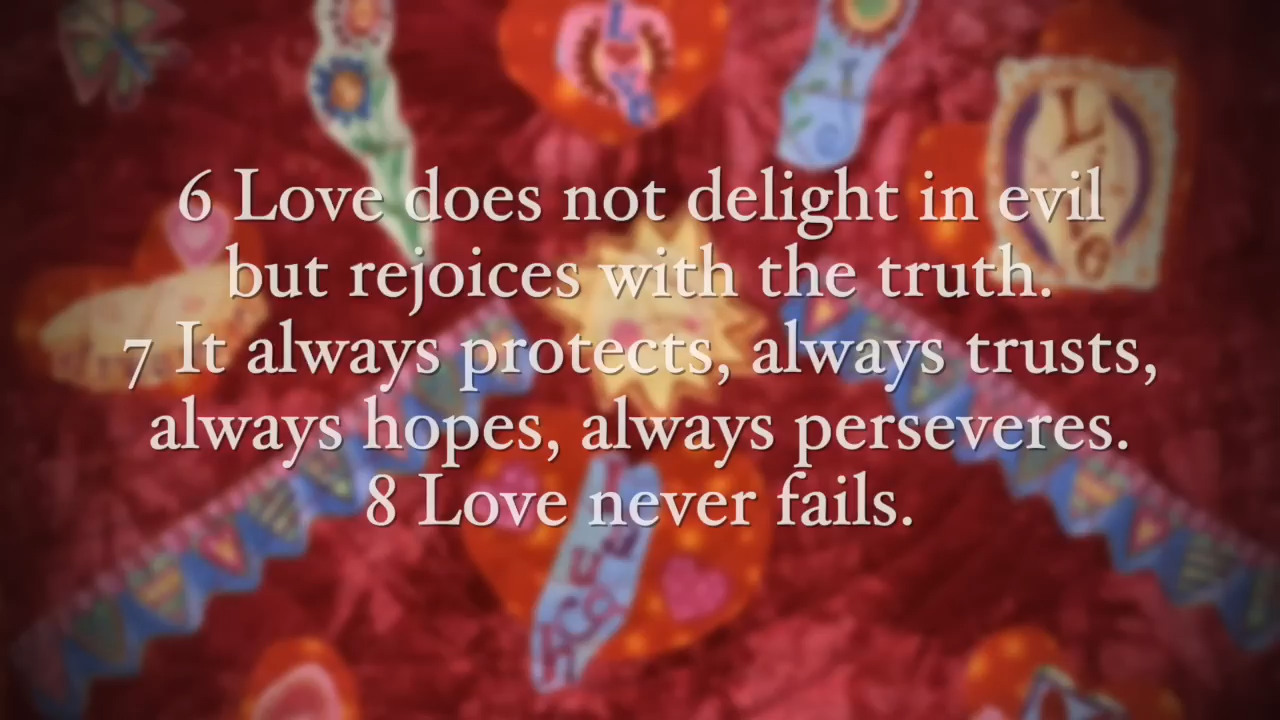 6 Love does not delight in evil
but rejoices with the truth.
7 It always protects, always trusts,
always hopes, always perseveres.
8 Love never fails.